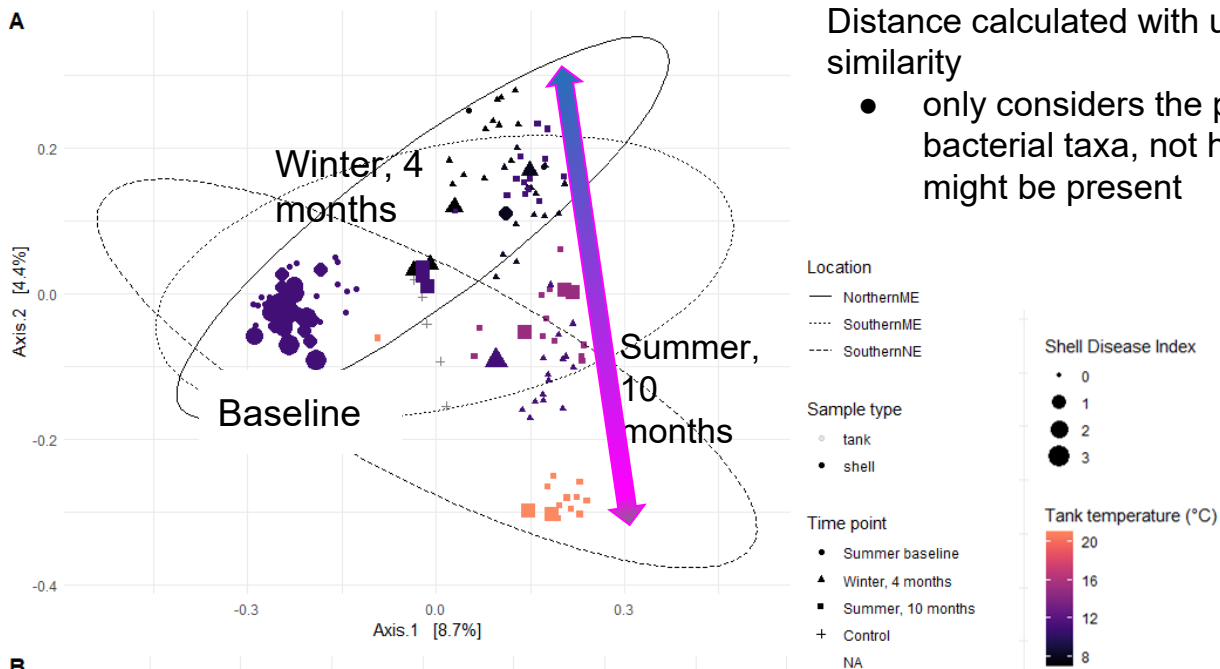 A
Distance calculated with
similarity
● only considers the
bacterial taxa, not
might be present
Winter, 4
months
Baseline
Summer,
10
months
0.2
0.0
-0.2
-0.4
Axis.2 [4.4%]
-0.3
0.0
0.3
Axis.1 [8.7%]
Location
NorthernME
SouthernME
SouthernNE
Sample type
tank
shell
Time point
Summer baseline
Winter, 4 months
Summer, 10 months
Control
NA
Shell Disease Index
0
1
2
3
Tank temperature (°C)
20
16
12
8
B